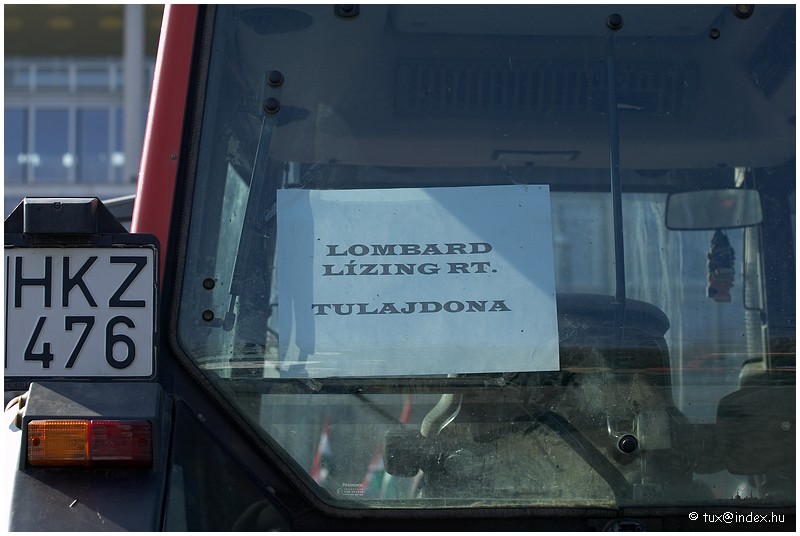 LOMBARD
LÍZING RT.
TULAJDONA
HKZ
476
© tux@index.hu